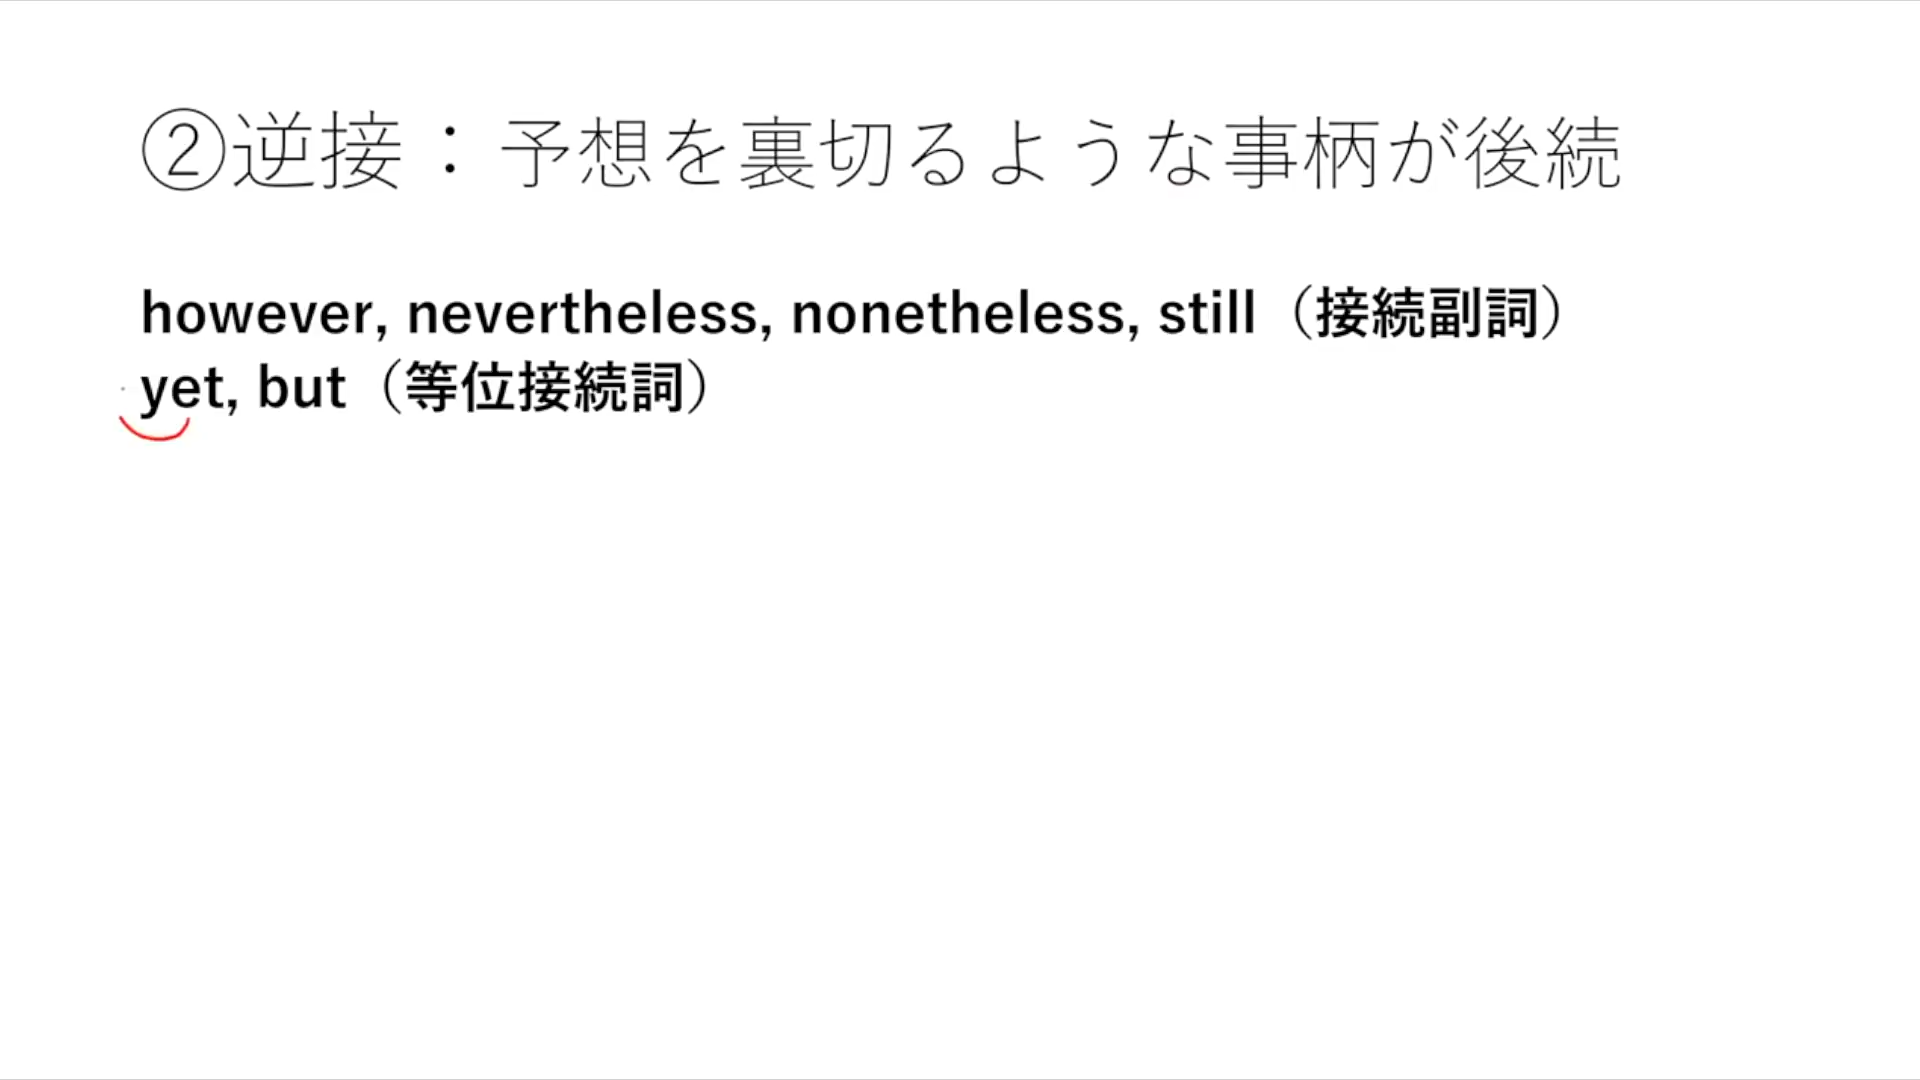 ②逆接：予想を裏切るような事柄が後続
however, nevertheless, nonetheless, still（接続副詞）
yet, but（等位接続詞）